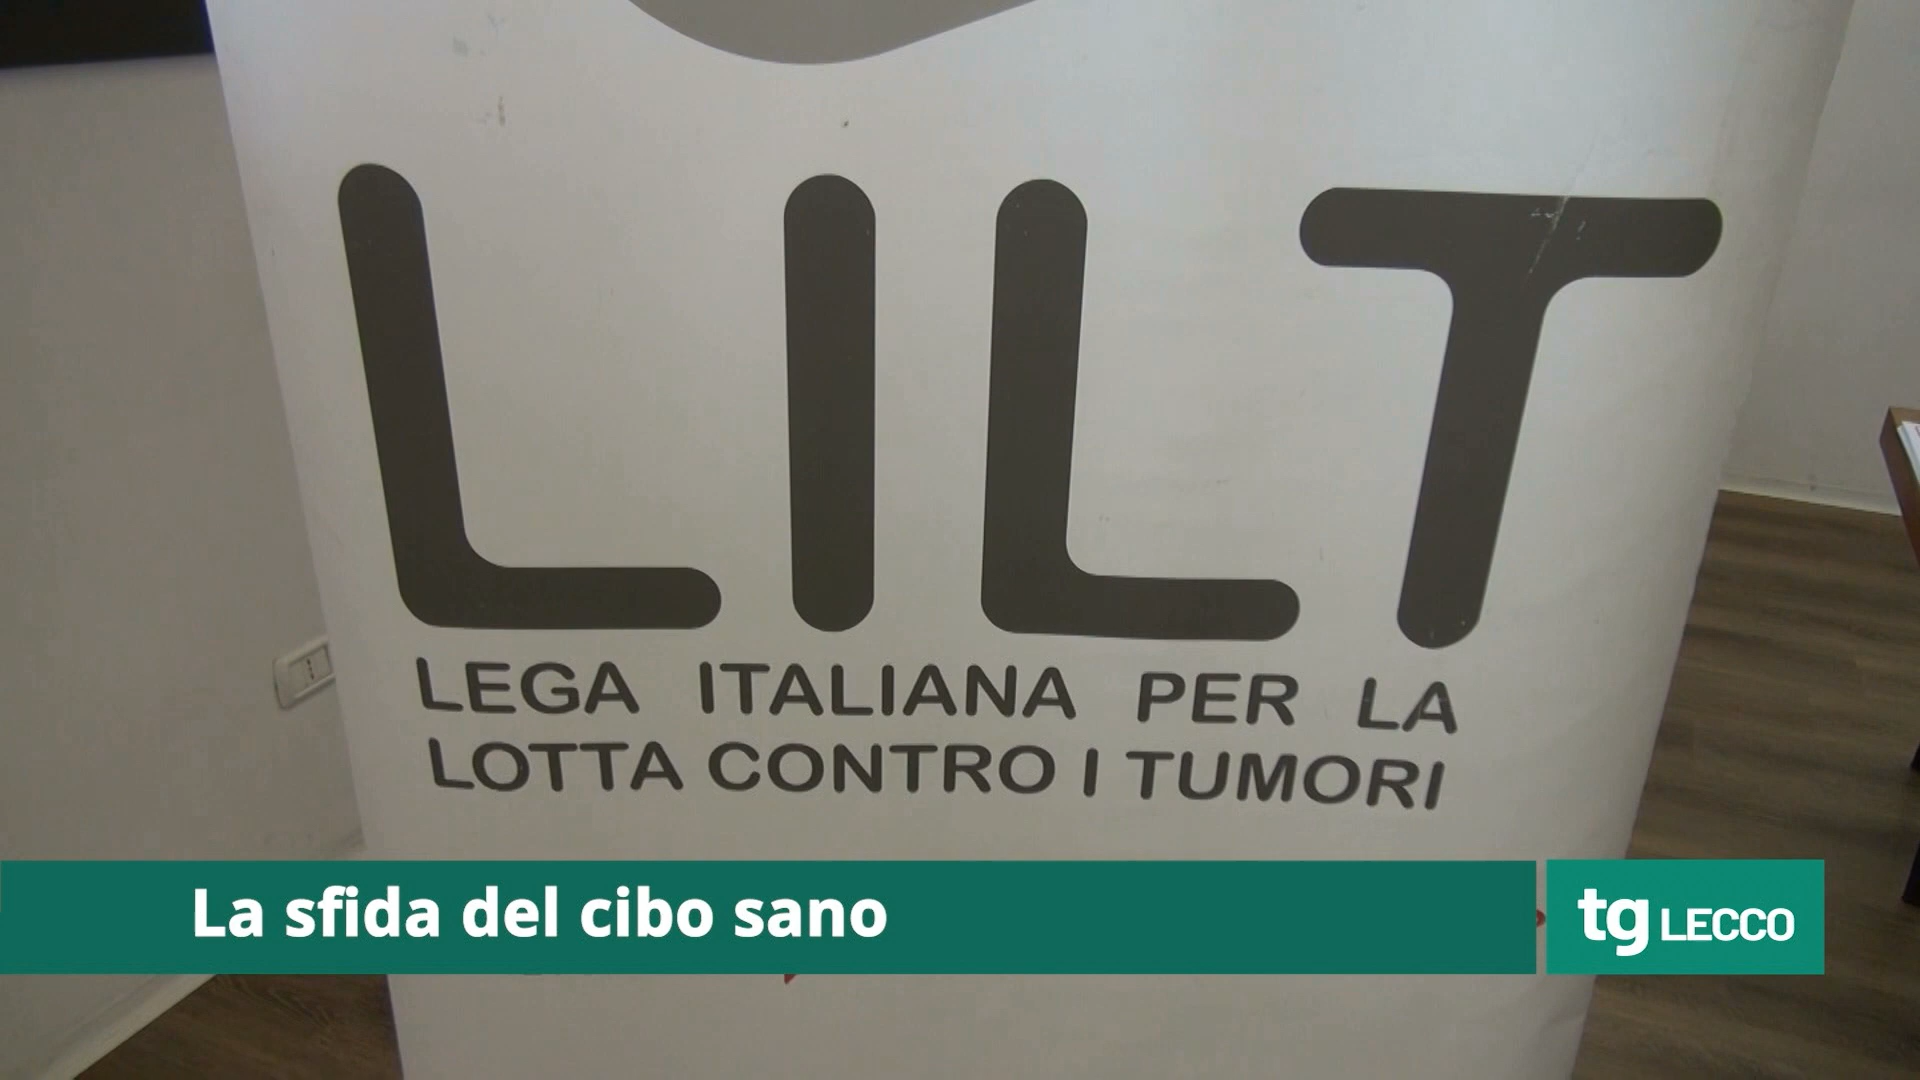 LILT
LEGA ITALIANA PER LA
LOTTA CONTRO I TUMORI
La sfida del cibo sano
tg LECCO